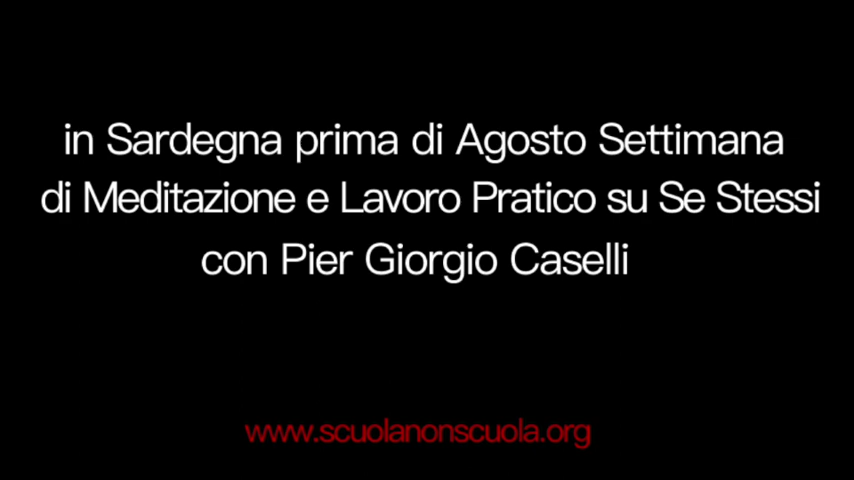 in Sardegna prima di Agosto Settimana
di Meditazione e Lavoro Pratico su Se Stessi
con Pier Giorgio Caselli
www.scuolanonscuola.org